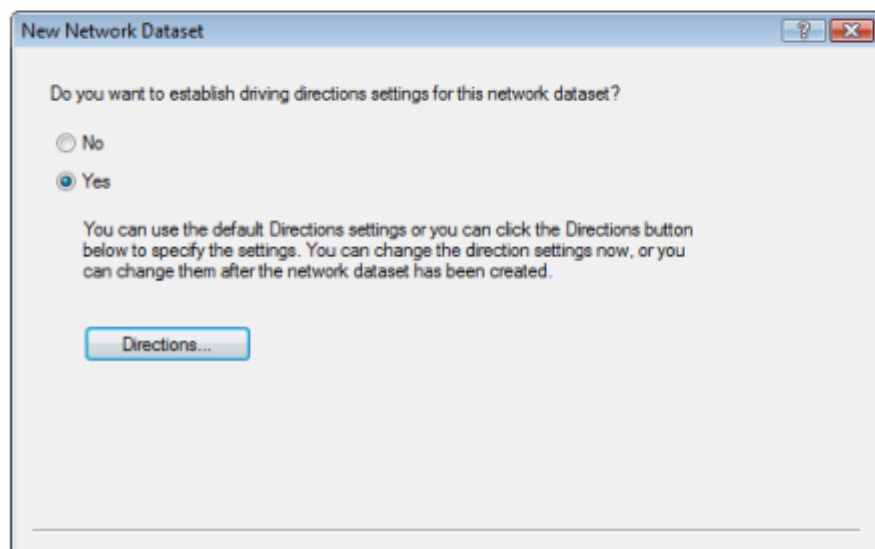 New Network Dataset
?
Do you want to establish driving directions settings for this network dataset?
No
Yes
You can use the default Directions settings or you can click the Directions button
below to specify the settings. You can change the direction settings now, or you
can change them after the network dataset has been created.
Directions...